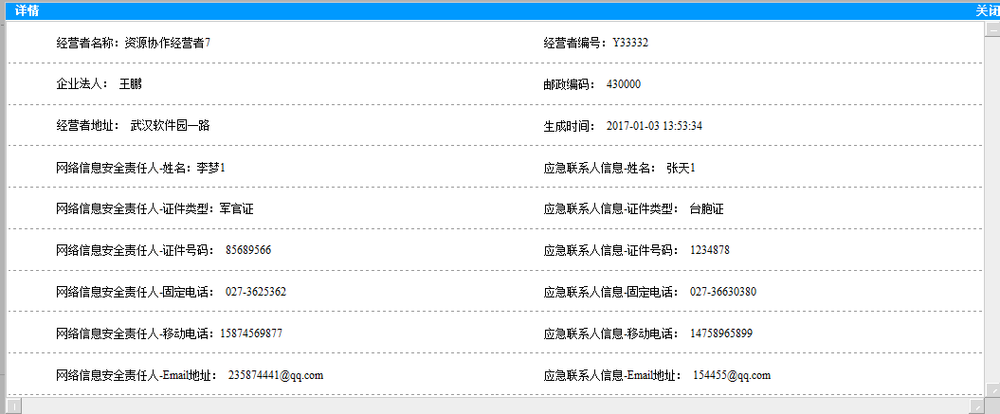 详情 关闭
经营者名称：资源协作经营者7 经营者编号：Y33332
企业法人： 王鹏 邮政编码： 430000
经营者地址： 武汉软件园一路 生成时间： 2017-01-03 13:53:34
网络信息安全责任人-姓名：李梦1 应急联系人信息-姓名： 张天1
网络信息安全责任人-证件类型：军官证 应急联系人信息-证件类型： 台胞证
网络信息安全责任人-证件号码： 85689566 应急联系人信息-证件号码： 1234878
网络信息安全责任人-固定电话： 027-3625362 应急联系人信息-固定电话： 027-36630380
网络信息安全责任人-移动电话：15874569877 应急联系人信息-移动电话： 14758965899
网络信息安全责任人-Email地址： 235874441@qq.com 应急联系人信息-Email地址： 154455@qq.com